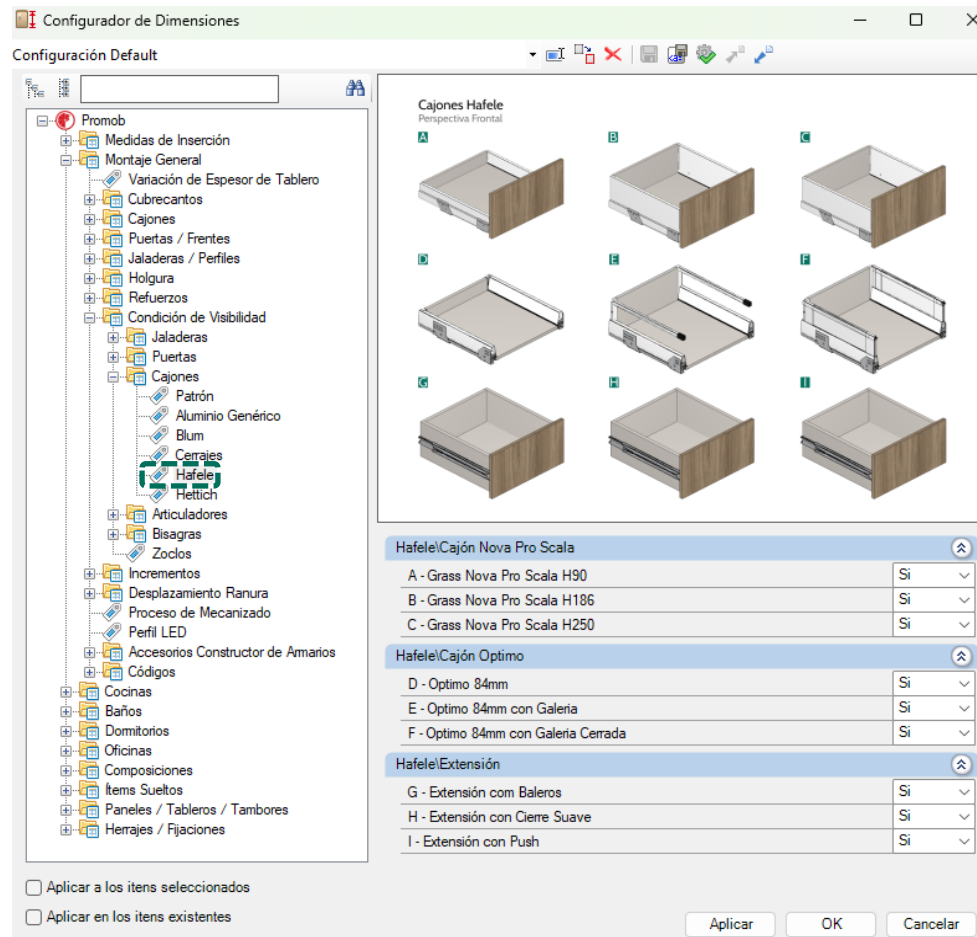 Configurador de Dimensiones
Configuración Default
Promob
Medidas de Inserción
Montaje General
Variación de Espesor de Tablero
Cubrecantos
Cajones
Puertas / Frentes
Jaladeras / Perfiles
Holgura
Refuerzos
Condición de Visibilidad
Jaladeras
Puertas
Cajones
Patrón
Aluminio Genérico
Blum
Cerrajes
Hafele
Hettich
Articuladores
Bisagras
Zoclos
Incrementos
Desplazamiento Ranura
Proceso de Mecanizado
Perfil LED
Accesorios Constructor de Armarios
Códigos
Cocinas
Baños
Dormitorios
Oficinas
Composiciones
Ítems Sueltos
Paneles / Tableros / Tambores
Herrajes / Fijaciones
Cajones Hafele
Perspectiva Frontal
A B C
D E F
G H I
Hafele\Cajón Nova Pro Scala
A - Grass Nova Pro Scala H90 Si
B - Grass Nova Pro Scala H186 Si
C - Grass Nova Pro Scala H250 Si
Hafele\Cajón Optimo
D - Optimo 84mm Si
E - Optimo 84mm con Galeria Si
F - Optimo 84mm con Galeria Cerrada Si
Hafele\Extensión
G - Extensión com Baleros Si
H - Extensión con Cierre Suave Si
I - Extensión con Push Si
Aplicar a los itens seleccionados
Aplicar en los itens existentes
Aplicar OK Cancelar